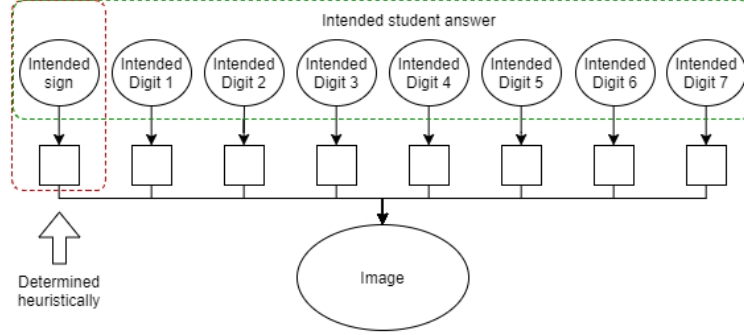 Intended student answer
Intended
sign
Intended
Digit 1
Intended
Digit 2
Intended
Digit 3
Intended
Digit 4
Intended
Digit 5
Intended
Digit 6
Intended
Digit 7
Determined
heuristically
Image